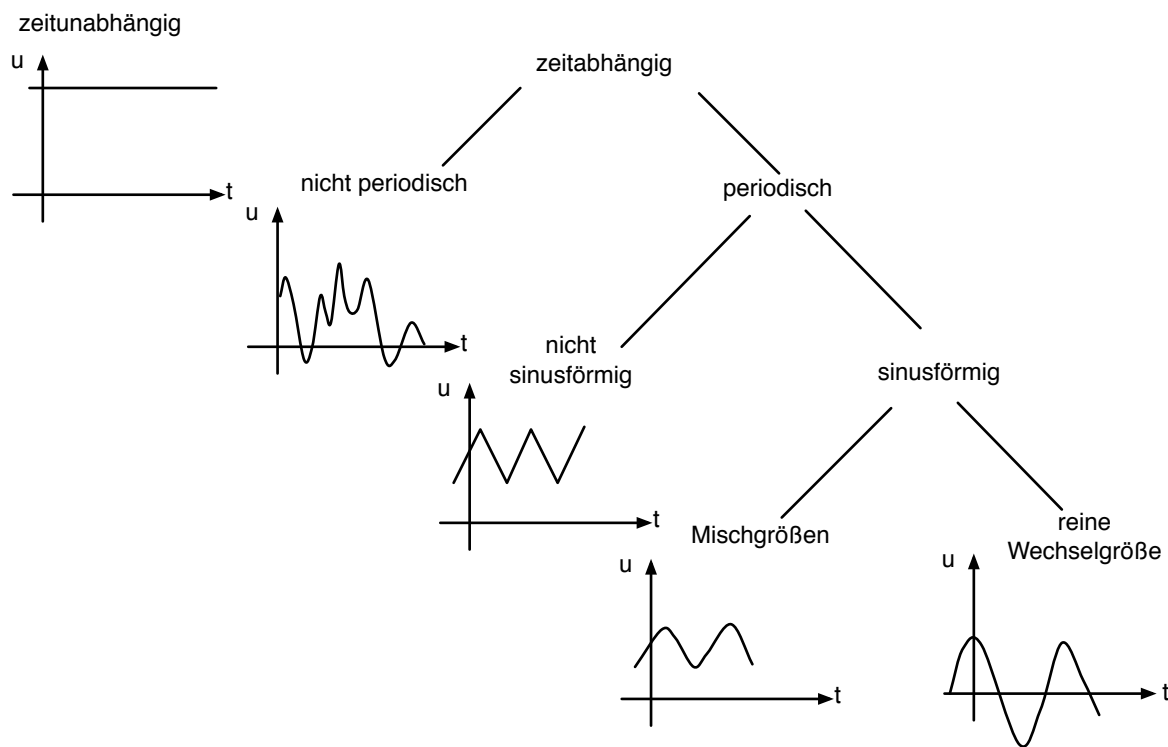 zeitunabhängig
u
t
zeitabhängig
nicht periodisch
u
t
periodisch
nicht
sinusförmig
u
t
sinusförmig
Mischgrößen
u
t
reine
Wechselgröße
u
t